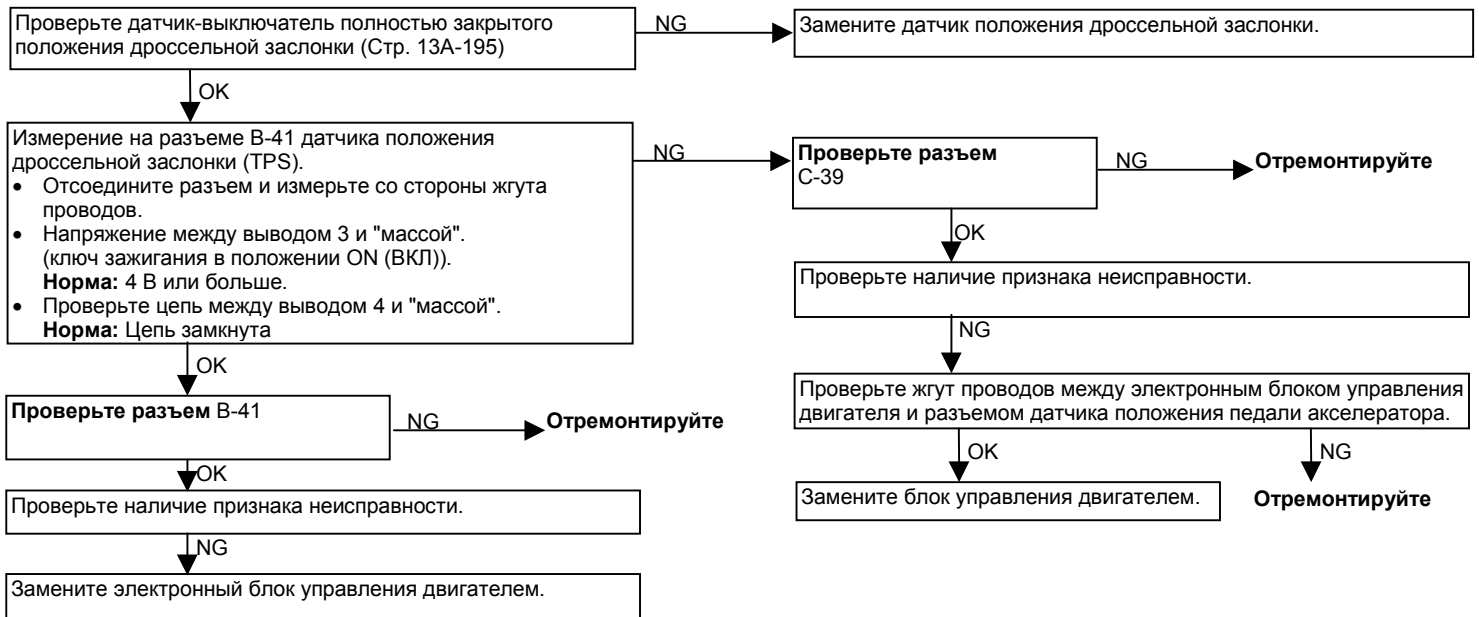 Проверьте датчик-выключатель полностью закрытого
положения дроссельной заслонки (Стр. 13A-195)
NG
Замените датчик положения дроссельной заслонки.
OK
Измерение на разъеме B-41 датчика положения
дроссельной заслонки (TPS).
• Отсоедините разъем и измерьте со стороны жгута
проводов.
• Напряжение между выводом 3 и "массой".
(ключ зажигания в положении ON (ВКЛ)).
Норма: 4 В или больше.
• Проверьте цепь между выводом 4 и "массой".
Норма: Цепь замкнута
NG
Проверьте разъем
C-39
NG
Отремонтируйте
OK
Проверьте наличие признака неисправности.
NG
Проверьте жгут проводов между электронным блоком управления
двигателя и разъемом датчика положения педали акселератора.
OK
NG
Замените блок управления двигателем.
Отремонтируйте
OK
Проверьте разъем B-41
NG
Отремонтируйте
OK
Проверьте наличие признака неисправности.
NG
Замените электронный блок управления двигателем.